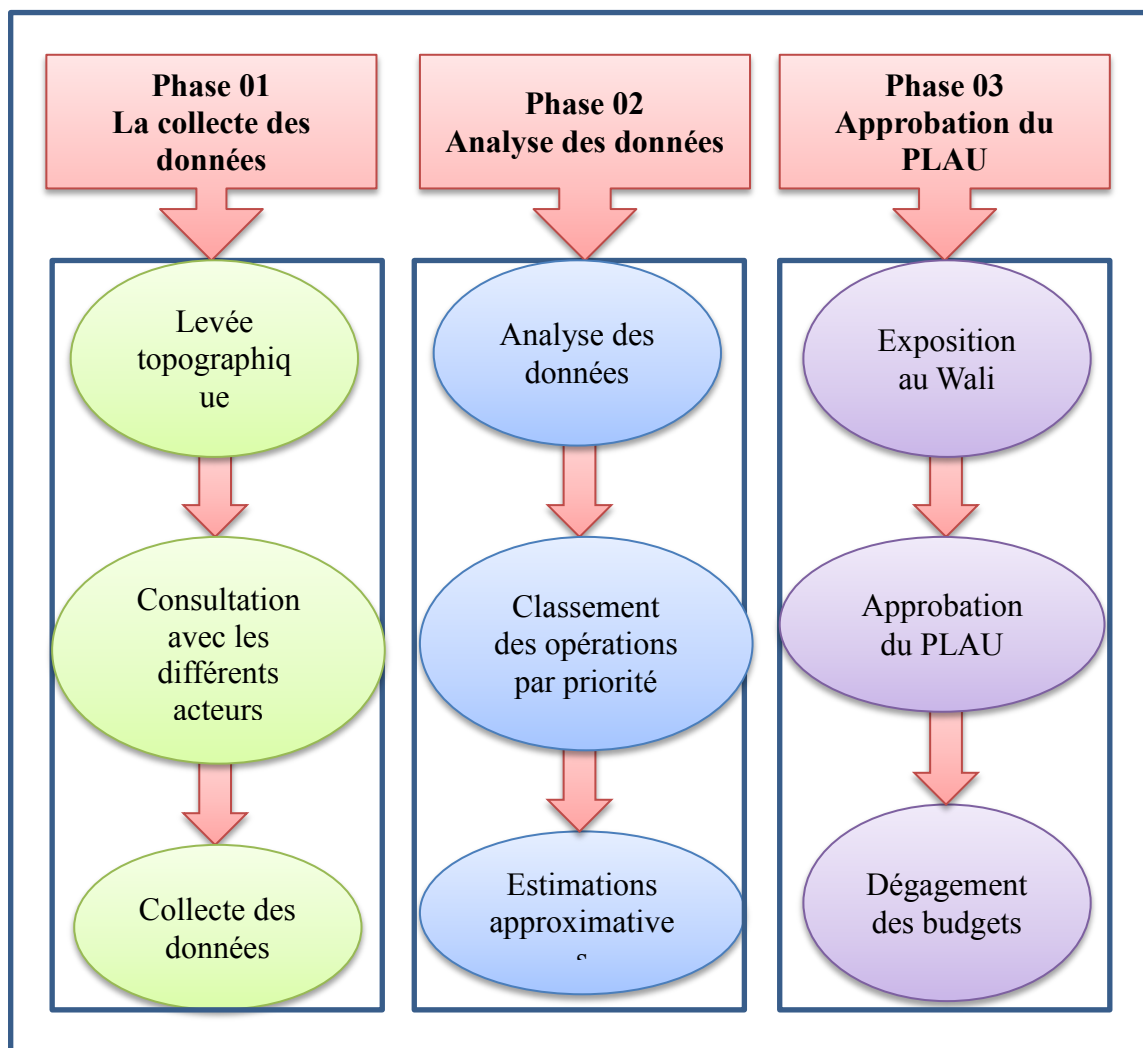 Phase 01
La collecte des
données
Levée
topographiq
ue
Consultation
avec les
différents
acteurs
Collecte des
données
Phase 02
Analyse des données
Analyse des
données
Classement
des opérations
par priorité
Estimations
approximative
s
Phase 03
Approbation du
PLAU
Exposition
au Wali
Approbation
du PLAU
Dégagement
des budgets